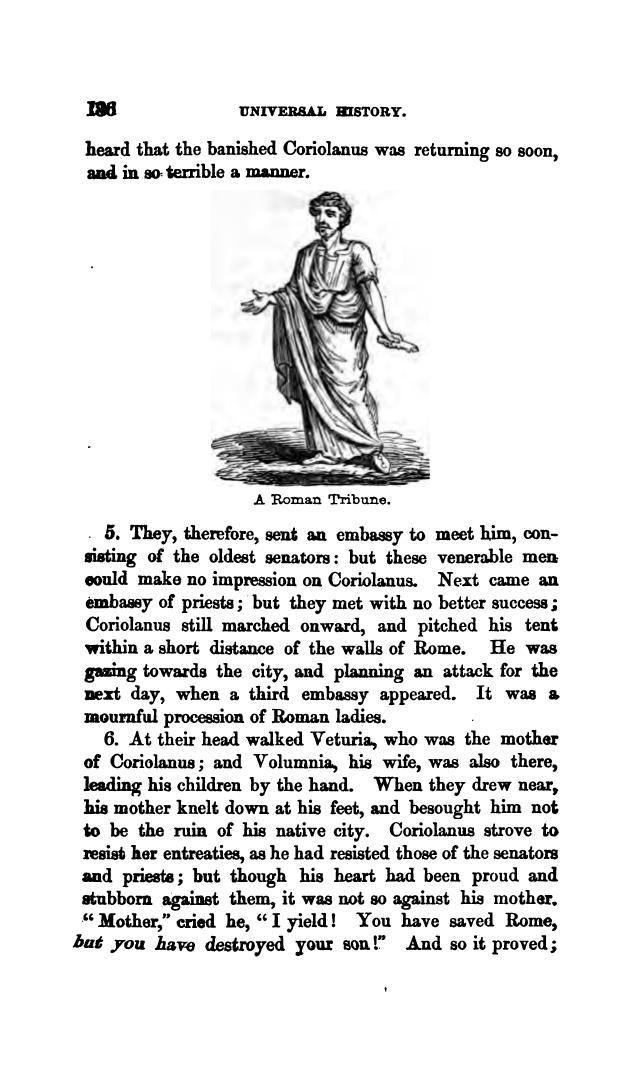 136 UNIVERSAL HISTORY.
heard that the banished Coriolanus was returning so soon,
and in so terrible a manner.
A Roman Tribune.
5. They, therefore, sent an embassy to meet him, con-
sisting of the oldest senators: but these venerable men
could make no impression on Coriolanus. Next came an
embassy of priests; but they met with no better success;
Coriolanus still marched onward, and pitched his tent
within a short distance of the walls of Rome. He was
gazing towards the city, and planning an attack for the
next day, when a third embassy appeared. It was a
mournful procession of Roman ladies.
6. At their head walked Veturia, who was the mother
of Coriolanus; and Volumnia, his wife, was also there,
leading his children by the hand. When they drew near,
his mother knelt down at his feet, and besought him not
to be the ruin of his native city. Coriolanus strove to
resist her entreaties, as he had resisted those of the senators
and priests; but though his heart had been proud and
stubborn against them, it was not so against his mother.
“Mother,” cried he, “I yield! You have saved Rome,
but you have destroyed your son!” And so it proved;